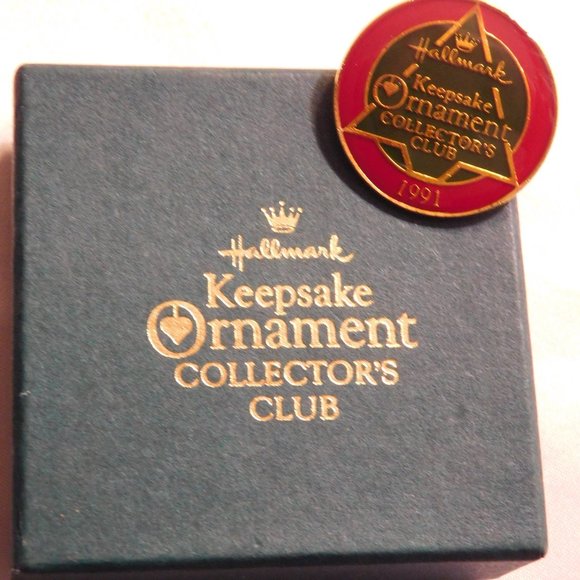 Hallmark
Keepsake
Ornament
COLLECTOR'S
CLUB
1991
Hallmark
Keepsake
Ornament
COLLECTOR'S
CLUB